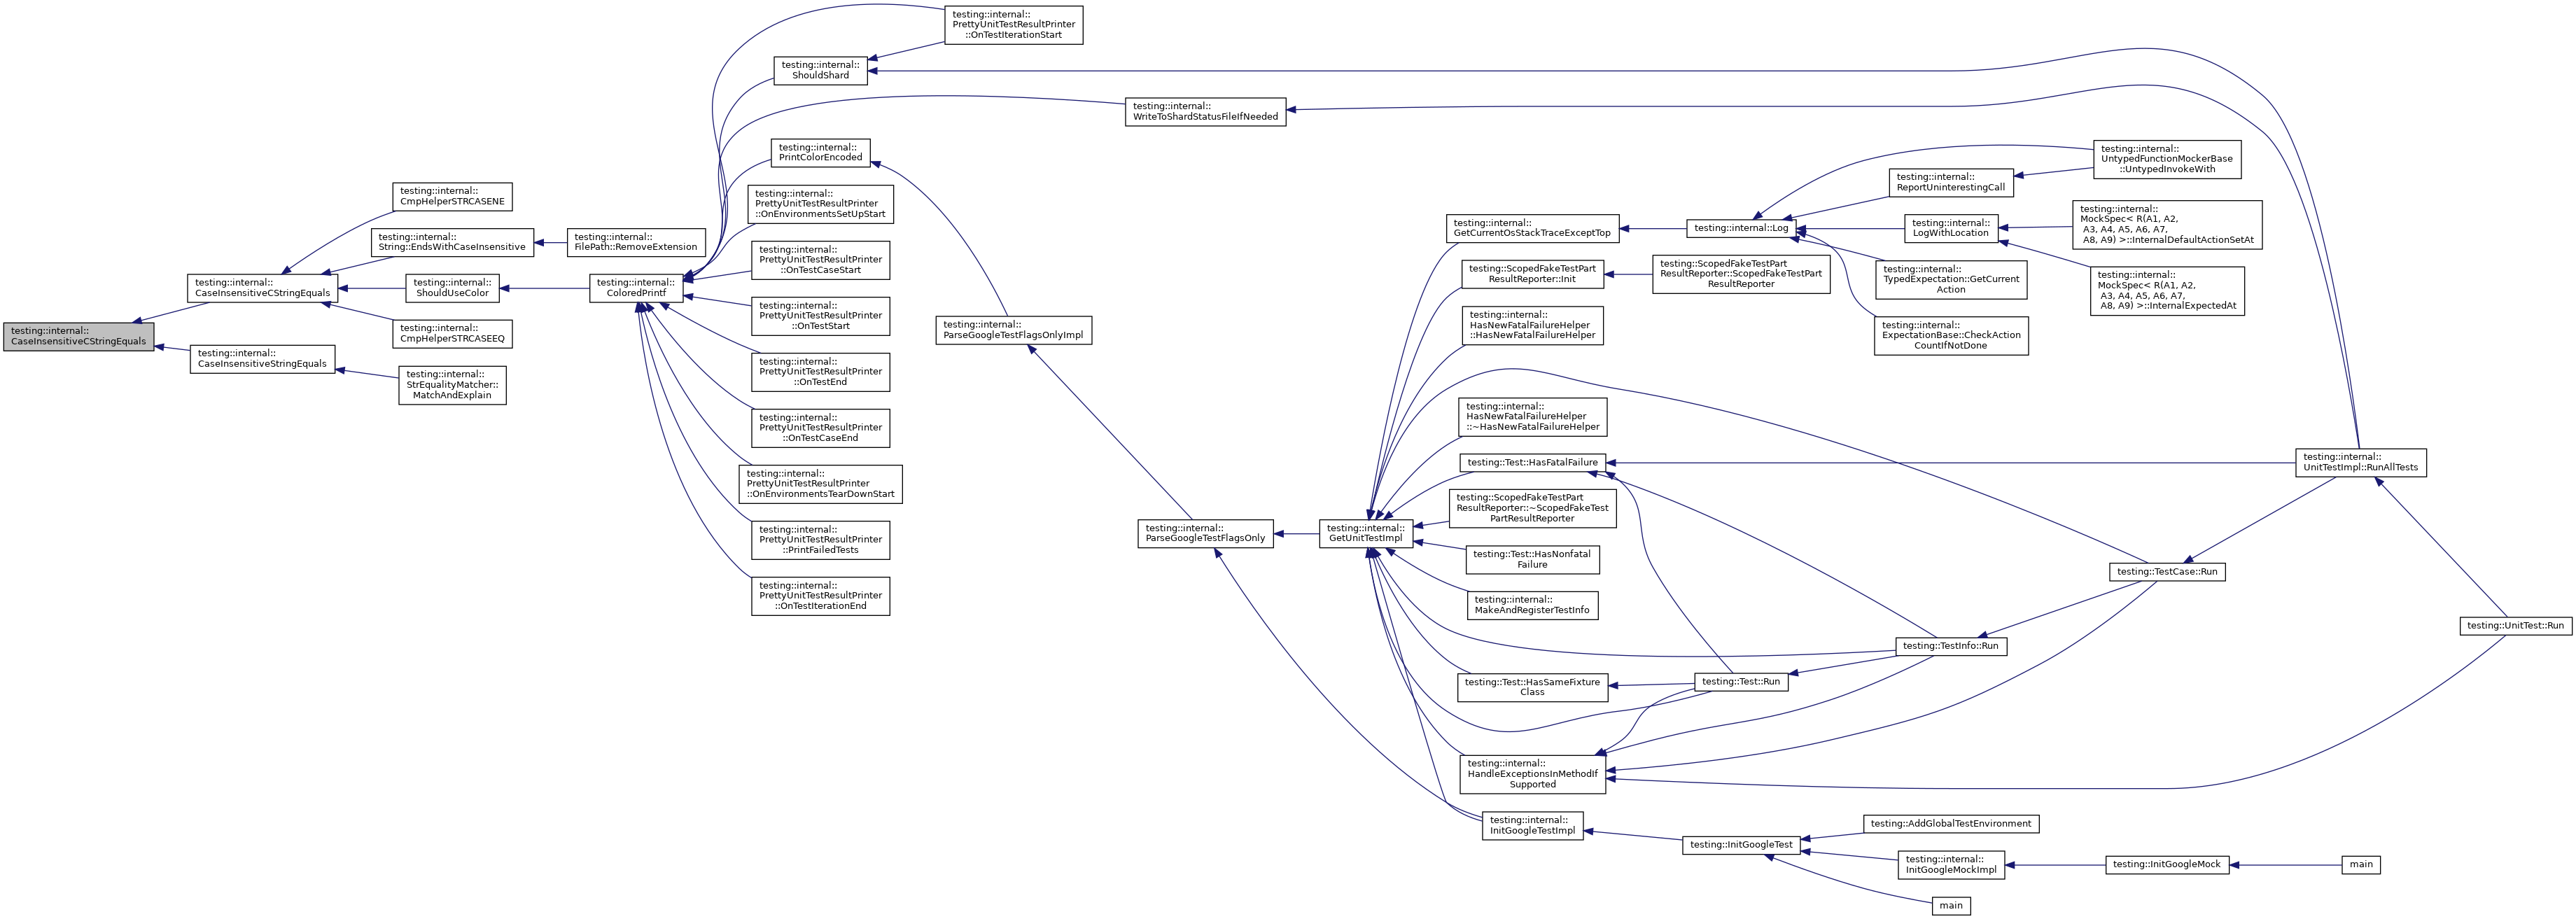 testing::internal::
CaseInsensitiveCStringEquals
testing::internal::
CaseInsensitiveCStringEquals
testing::internal::
CaseInsensitiveStringEquals
testing::internal::
CmpHelperSTRCASENE
testing::internal::
String::EndsWithCaseInsensitive
testing::internal::
ShouldUseColor
testing::internal::
CmpHelperSTRCASEEQ
testing::internal::
StrEqualityMatcher::
MatchAndExplain
testing::internal::
FilePath::RemoveExtension
testing::internal::
ColoredPrintf
testing::internal::
PrettyUnitTestResultPrinter
::OnTestIterationStart
testing::internal::
ShouldShard
testing::internal::
WriteToShardStatusFileIfNeeded
testing::internal::
PrintColorEncoded
testing::internal::
PrettyUnitTestResultPrinter
::OnEnvironmentsSetUpStart
testing::internal::
PrettyUnitTestResultPrinter
::OnTestCaseStart
testing::internal::
PrettyUnitTestResultPrinter
::OnTestStart
testing::internal::
PrettyUnitTestResultPrinter
::OnTestEnd
testing::internal::
PrettyUnitTestResultPrinter
::OnTestCaseEnd
testing::internal::
PrettyUnitTestResultPrinter
::OnEnvironmentsTearDownStart
testing::internal::
PrettyUnitTestResultPrinter
::PrintFailedTests
testing::internal::
PrettyUnitTestResultPrinter
::OnTestIterationEnd
testing::internal::
ParseGoogleTestFlagsOnlyImpl
testing::internal::
ParseGoogleTestFlagsOnly
testing::internal::
GetUnitTestImpl
testing::internal::
GetCurrentOsStackTraceExceptTop
testing::ScopedFakeTestPart
ResultReporter::Init
testing::internal::
HasNewFatalFailureHelper
::HasNewFatalFailureHelper
testing::internal::
HasNewFatalFailureHelper
::~HasNewFatalFailureHelper
testing::Test::HasFatalFailure
testing::ScopedFakeTestPart
ResultReporter::~ScopedFakeTest
PartResultReporter
testing::Test::HasNonfatal
Failure
testing::internal::
MakeAndRegisterTestInfo
testing::Test::HasSameFixture
Class
testing::internal::
HandleExceptionsInMethodIf
Supported
testing::internal::
InitGoogleTestImpl
testing::internal::Log
testing::ScopedFakeTestPart
ResultReporter::ScopedFakeTestPart
ResultReporter
testing::Test::Run
testing::InitGoogleTest
testing::internal::
UntypedFunctionMockerBase
::UntypedInvokeWith
testing::internal::
ReportUninterestingCall
testing::internal::
LogWithLocation
testing::internal::
TypedExpectation::GetCurrent
Action
testing::internal::
ExpectationBase::CheckAction
CountIfNotDone
testing::internal::
MockSpec< R(A1, A2,
A3, A4, A5, A6, A7,
A8, A9) >::InternalDefaultActionSetAt
testing::internal::
MockSpec< R(A1, A2,
A3, A4, A5, A6, A7,
A8, A9) >::InternalExpectedAt
testing::internal::
UnitTestImpl::RunAllTests
testing::TestCase::Run
testing::UnitTest::Run
testing::TestInfo::Run
testing::AddGlobalTestEnvironment
testing::internal::
InitGoogleMockImpl
testing::InitGoogleMock
main
main